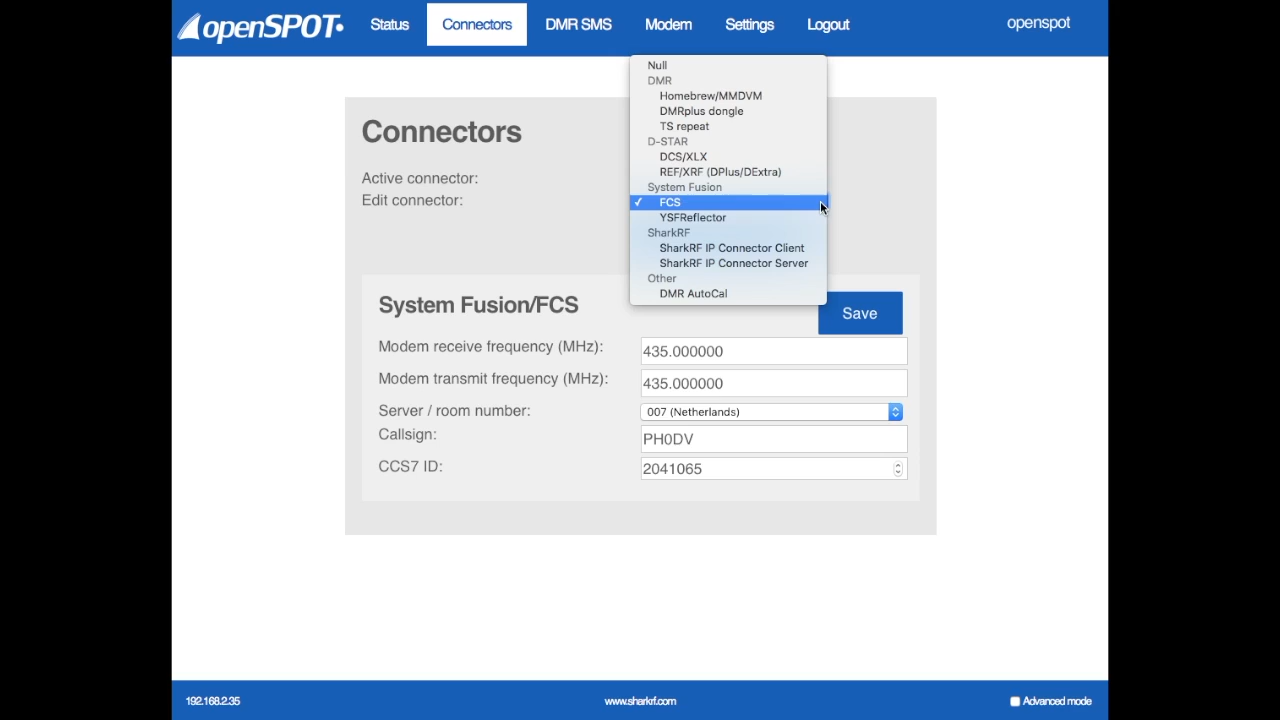 openSPOT
Status
Connectors
DMR SMS
Modem
Settings
Logout
openspot
Connectors
Active connector:
Edit connector:
Null
DMR
Homebrew/MMDVM
DMRplus dongle
TS repeat
D-STAR
DCS/XLX
REF/XRF (DPlus/DExtra)
System Fusion
✓ FCS
YSFReflector
SharkRF
SharkRF IP Connector Client
SharkRF IP Connector Server
Other
DMR AutoCal
System Fusion/FCS
Save
Modem receive frequency (MHz): 435.000000
Modem transmit frequency (MHz): 435.000000
Server / room number: 007 (Netherlands)
Callsign: PH0DV
CCS7 ID: 2041065
192.168.2.35
www.sharkrf.com
Advanced mode